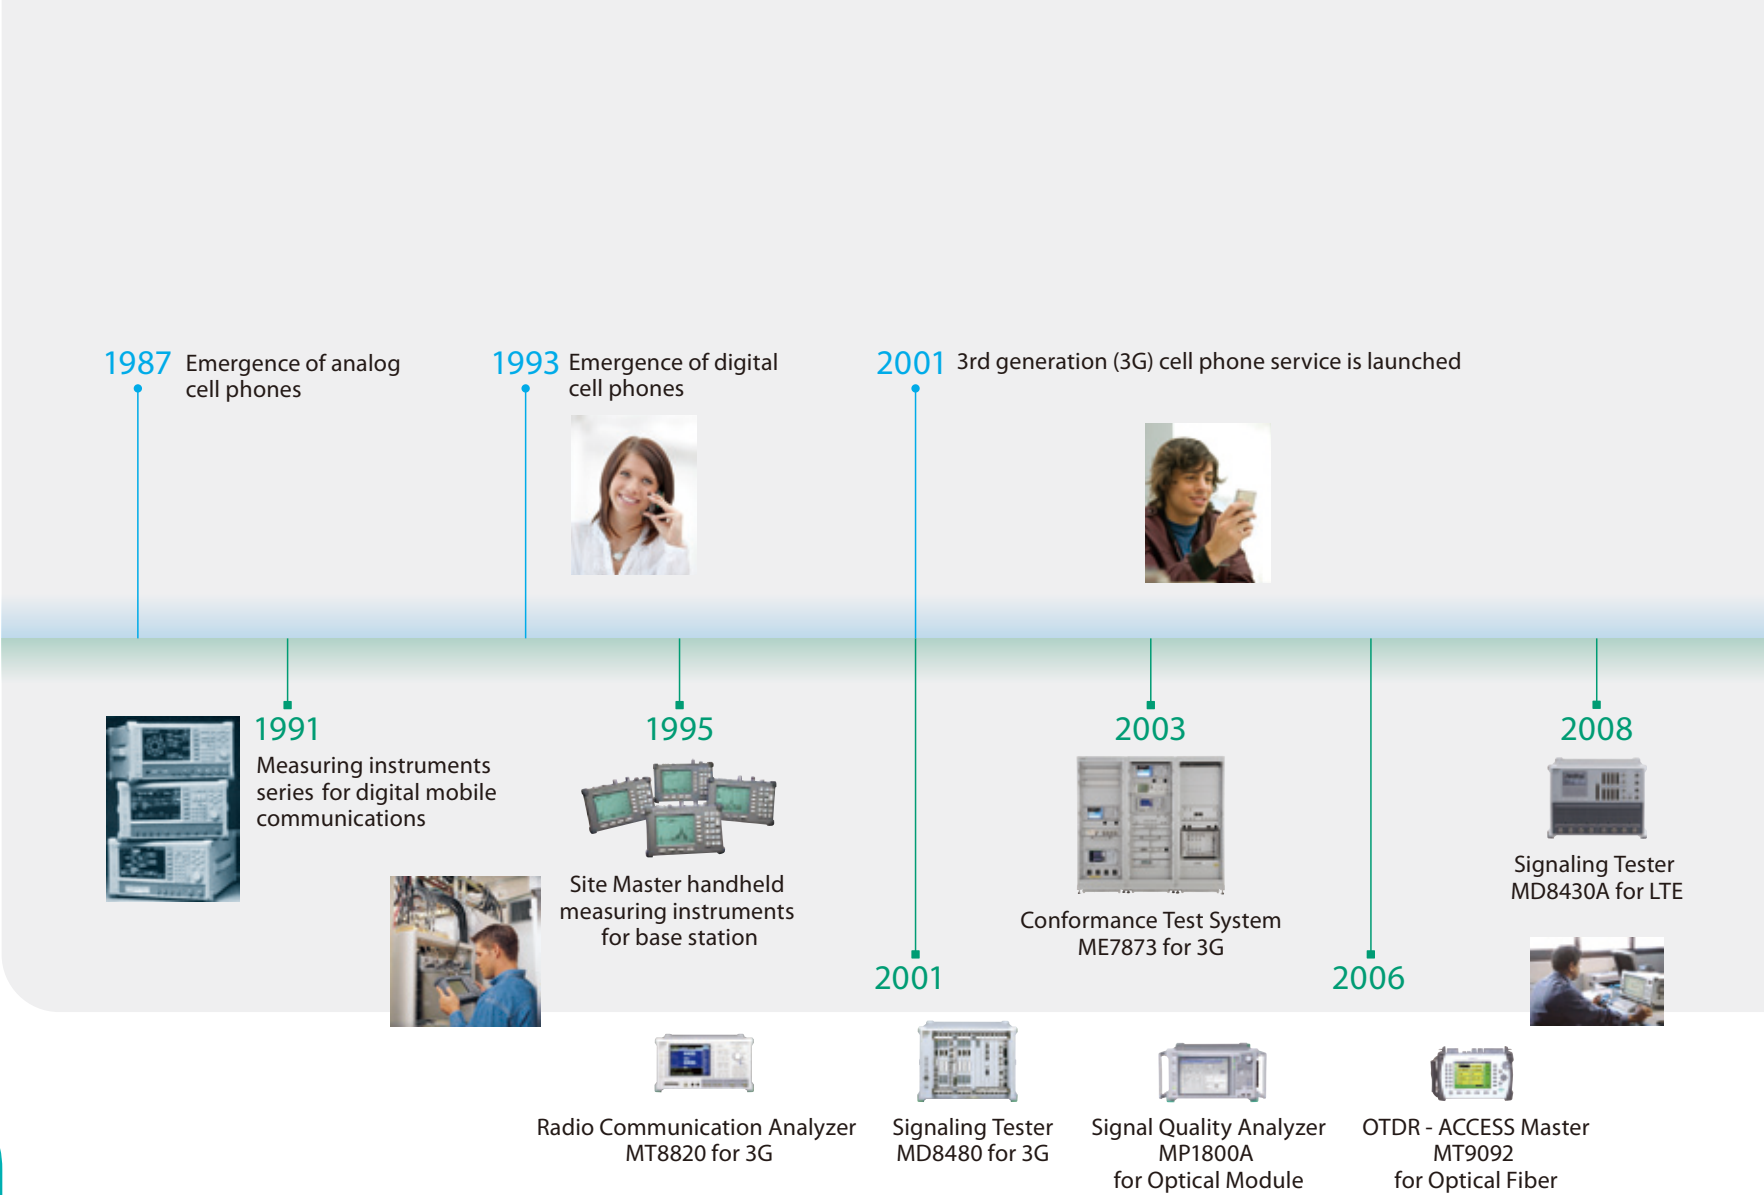 1987 Emergence of analog
cell phones
1993 Emergence of digital
cell phones
2001 3rd generation (3G) cell phone service is launched
1991
Measuring instruments
series for digital mobile
communications
1995
Site Master handheld
measuring instruments
for base station
2003
Conformance Test System
ME7873 for 3G
2008
Signaling Tester
MD8430A for LTE
2001
2006
Radio Communication Analyzer
MT8820 for 3G
Signaling Tester
MD8480 for 3G
Signal Quality Analyzer
MP1800A
for Optical Module
OTDR - ACCESS Master
MT9092
for Optical Fiber